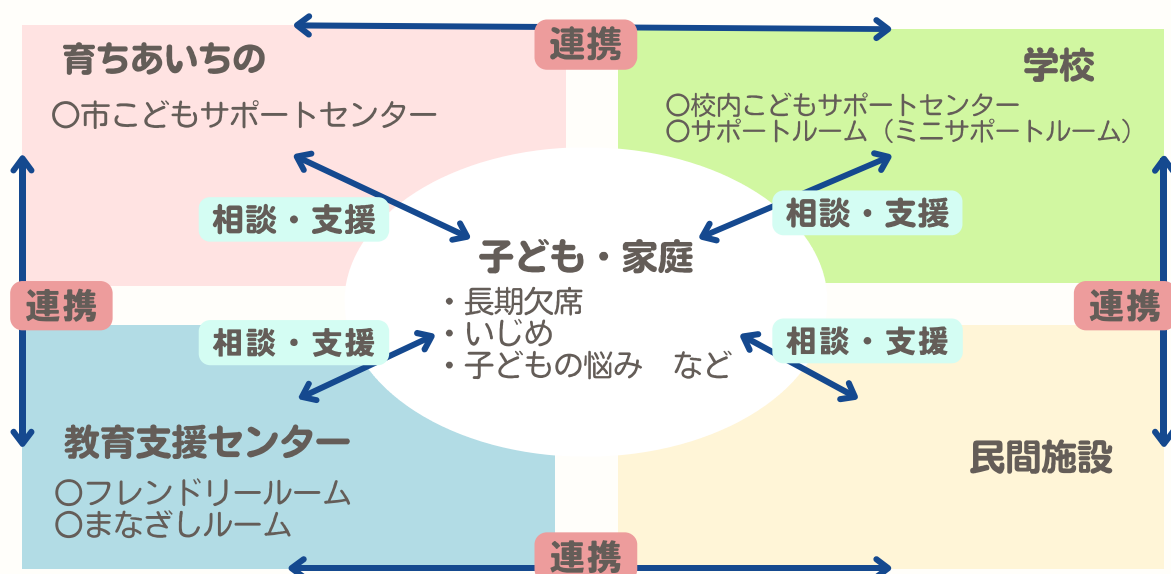 連携
育ちあいちの
〇市こどもサポートセンター
学校
〇校内こどもサポートセンター
〇サポートルーム（ミニサポートルーム）
相談・支援
相談・支援
子ども・家庭
・長期欠席
・いじめ
・子どもの悩み　など
連携
連携
相談・支援
相談・支援
教育支援センター
〇フレンドリールーム
〇まなざしルーム
民間施設
連携